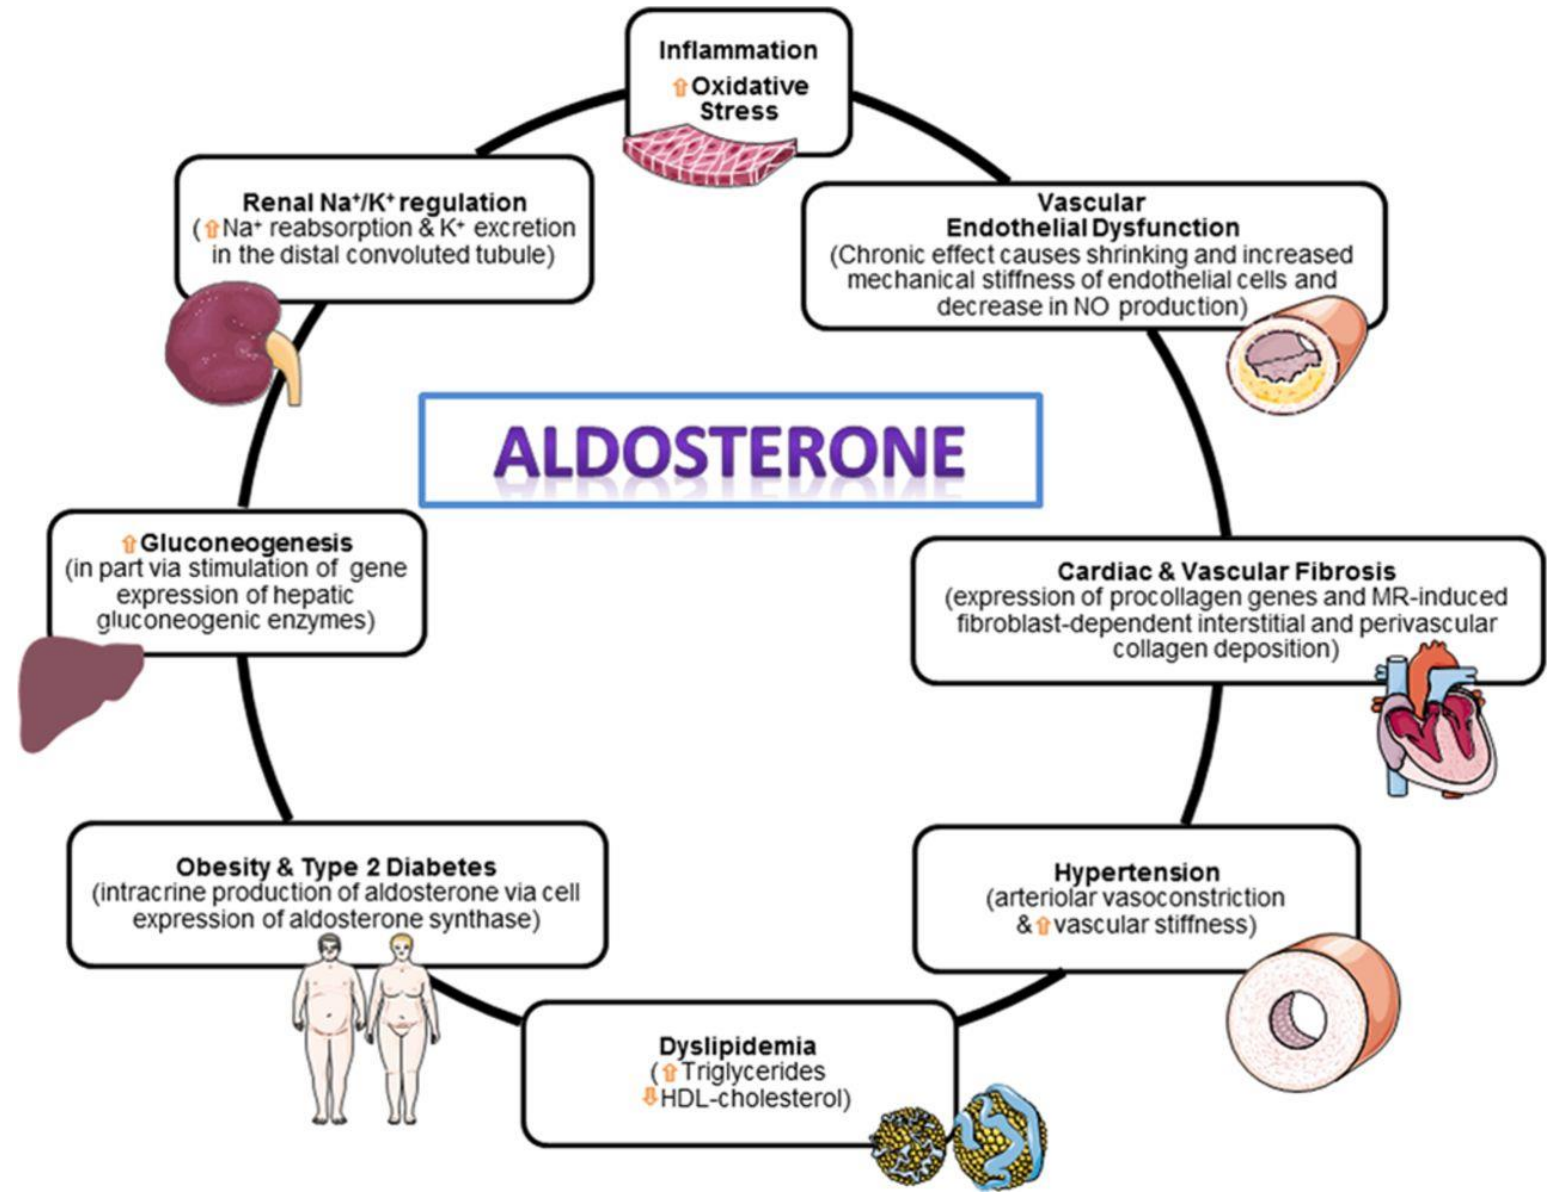 Inflammation
⇧Oxidative
Stress
Renal Na⁺/K⁺ regulation
(⇧Na⁺ reabsorption & K⁺ excretion
in the distal convoluted tubule)
Vascular
Endothelial Dysfunction
(Chronic effect causes shrinking and increased
mechanical stiffness of endothelial cells and
decrease in NO production)
ALDOSTERONE
⇧Gluconeogenesis
(in part via stimulation of gene
expression of hepatic
gluconeogenic enzymes)
Cardiac & Vascular Fibrosis
(expression of procollagen genes and MR-induced
fibroblast-dependent interstitial and perivascular
collagen deposition)
Obesity & Type 2 Diabetes
(intracrine production of aldosterone via cell
expression of aldosterone synthase)
Hypertension
(arteriolar vasoconstriction
&⇧vascular stiffness)
Dyslipidemia
(⇧Triglycerides
⇩HDL-cholesterol)